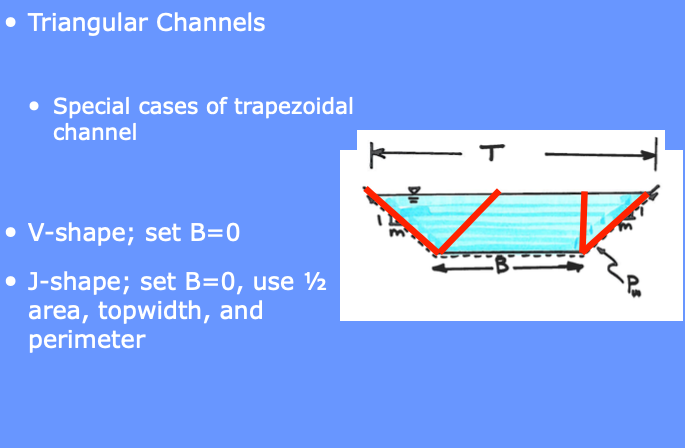 • Triangular Channels
• Special cases of trapezoidal
channel
• V-shape; set B=0
• J-shape; set B=0, use ½
area, topwidth, and
perimeter
T
1
m
1
m
B
Pw